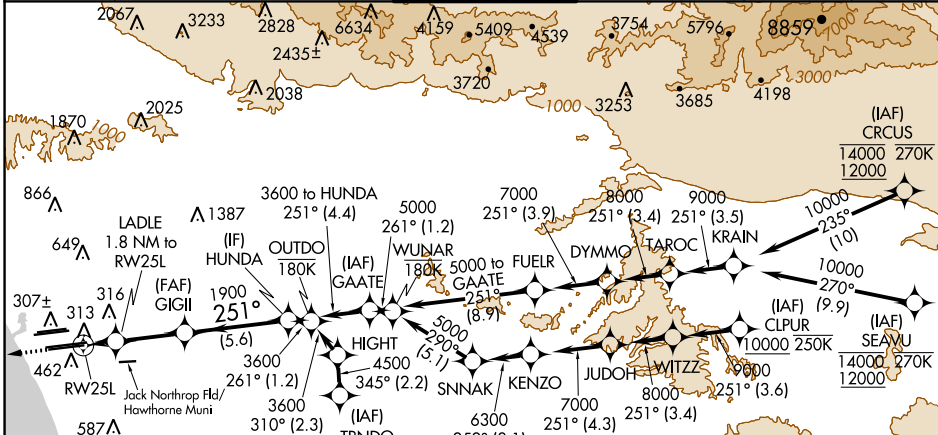 2067
3233
2828
2435±
6634
4159
5409
4539
3754
5796
8859
7000
3720
2038
3253
3685
4198
3000
1000
2025
1870
1000
(IAF)
CRCUS
14000 270K
12000
866
649
1387
307±
313
316
462
587
LADLE
1.8 NM to
RW25L
(FAF)
GIGII
(IF)
HUNDA
OUTDO
180K
3600 to HUNDA
251° (4.4)
(IAF)
GAATE
5000
261° (1.2)
WUNAR
180K
5000 to
GAATE
251°
(8.9)
FUELR
7000
251° (3.9)
DYMMO
8000
251° (3.4)
TAROC
9000
251° (3.5)
KRAIN
10000
235°
(10)
10000
270°
(9.9)
(IAF)
SEAVU
14000 270K
12000
(IAF)
CLPUR
10000 250K
9000
251° (3.6)
WITZZ
8000
251° (3.4)
JUDOH
7000
251° (4.3)
KENZO
6300
SNNAK
5000
290°
(5.1)
HIGHT
4500
345° (2.2)
(IAF)
3600
261° (1.2)
3600
310° (2.3)
1900
251°
(5.6)
RW25L
Jack Northrop Fld/
Hawthorne Muni